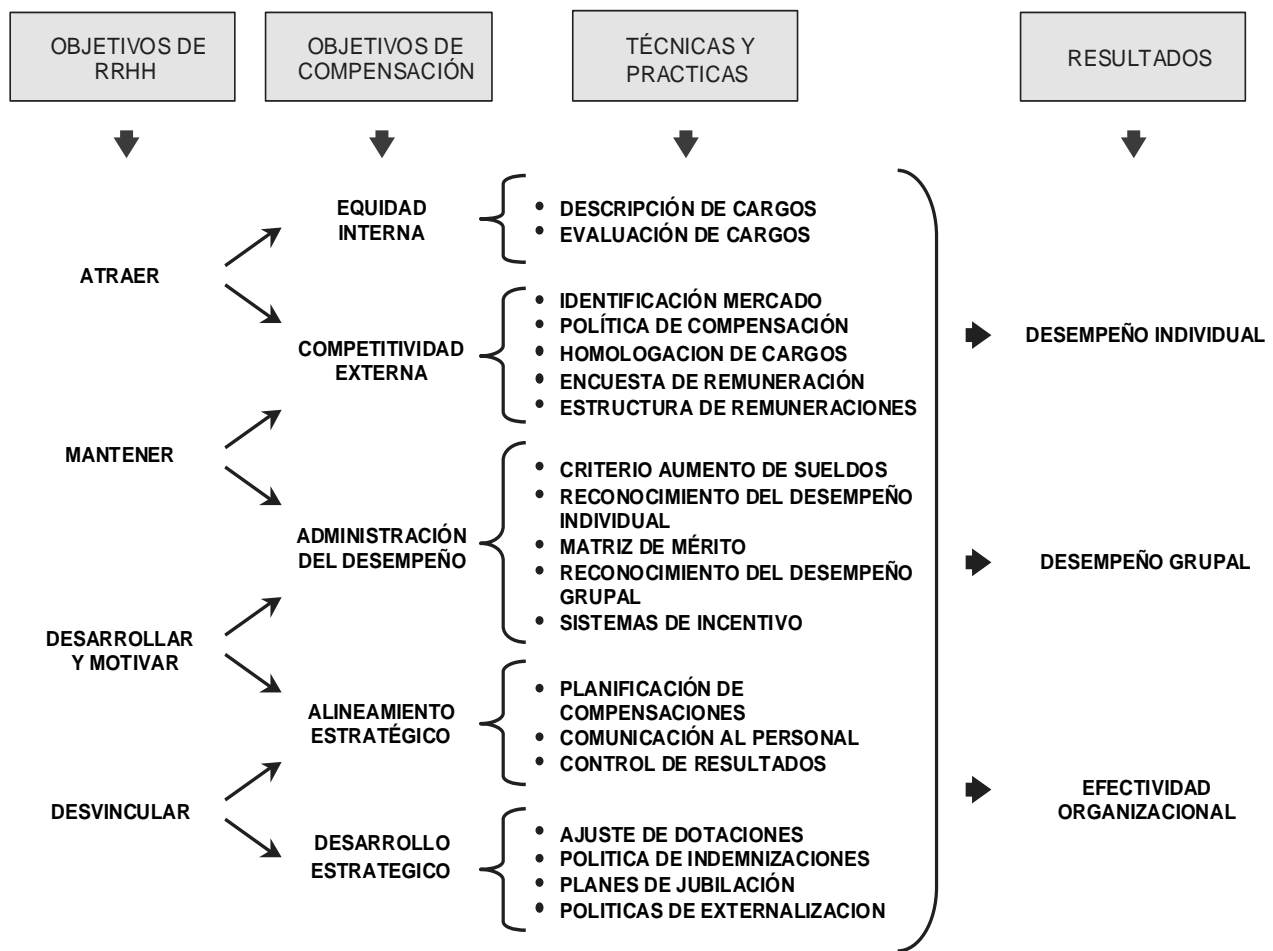 OBJETIVOS DE
RRHH
OBJETIVOS DE
COMPENSACIÓN
TÉCNICAS Y
PRACTICAS
RESULTADOS
ATRAER
MANTENER
DESARROLLAR
Y MOTIVAR
DESVINCULAR
EQUIDAD
INTERNA
COMPETITIVIDAD
EXTERNA
ADMINISTRACIÓN
DEL DESEMPEÑO
ALINEAMIENTO
ESTRATÉGICO
DESARROLLO
ESTRATEGICO
• DESCRIPCIÓN DE CARGOS
• EVALUACIÓN DE CARGOS
• IDENTIFICACIÓN MERCADO
• POLÍTICA DE COMPENSACIÓN
• HOMOLOGACION DE CARGOS
• ENCUESTA DE REMUNERACIÓN
• ESTRUCTURA DE REMUNERACIONES
• CRITERIO AUMENTO DE SUELDOS
• RECONOCIMIENTO DEL DESEMPEÑO
INDIVIDUAL
• MATRIZ DE MÉRITO
• RECONOCIMIENTO DEL DESEMPEÑO
GRUPAL
• SISTEMAS DE INCENTIVO
• PLANIFICACIÓN DE
COMPENSACIONES
• COMUNICACIÓN AL PERSONAL
• CONTROL DE RESULTADOS
• AJUSTE DE DOTACIONES
• POLITICA DE INDEMNIZACIONES
• PLANES DE JUBILACIÓN
• POLITICAS DE EXTERNALIZACION
DESEMPEÑO INDIVIDUAL
DESEMPEÑO GRUPAL
EFECTIVIDAD
ORGANIZACIONAL